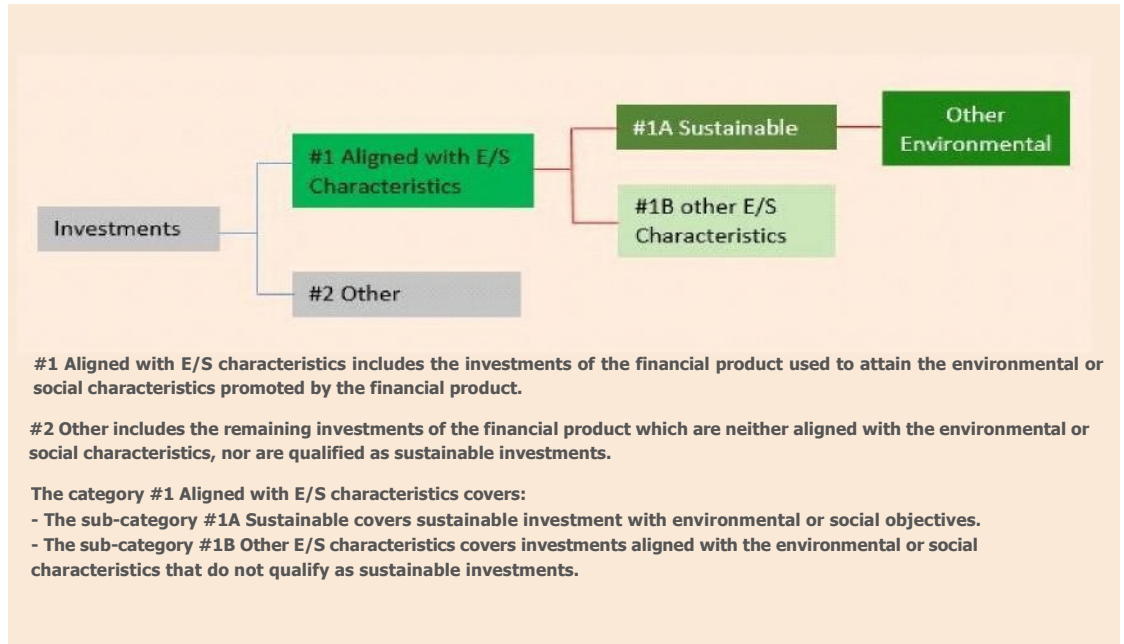 Investments
#1 Aligned with E/S
Characteristics
#2 Other
#1A Sustainable
#1B other E/S
Characteristics
Other
Environmental
#1 Aligned with E/S characteristics includes the investments of the financial product used to attain the environmental or
social characteristics promoted by the financial product.
#2 Other includes the remaining investments of the financial product which are neither aligned with the environmental or
social characteristics, nor are qualified as sustainable investments.
The category #1 Aligned with E/S characteristics covers:
- The sub-category #1A Sustainable covers sustainable investment with environmental or social objectives.
- The sub-category #1B Other E/S characteristics covers investments aligned with the environmental or social
characteristics that do not qualify as sustainable investments.